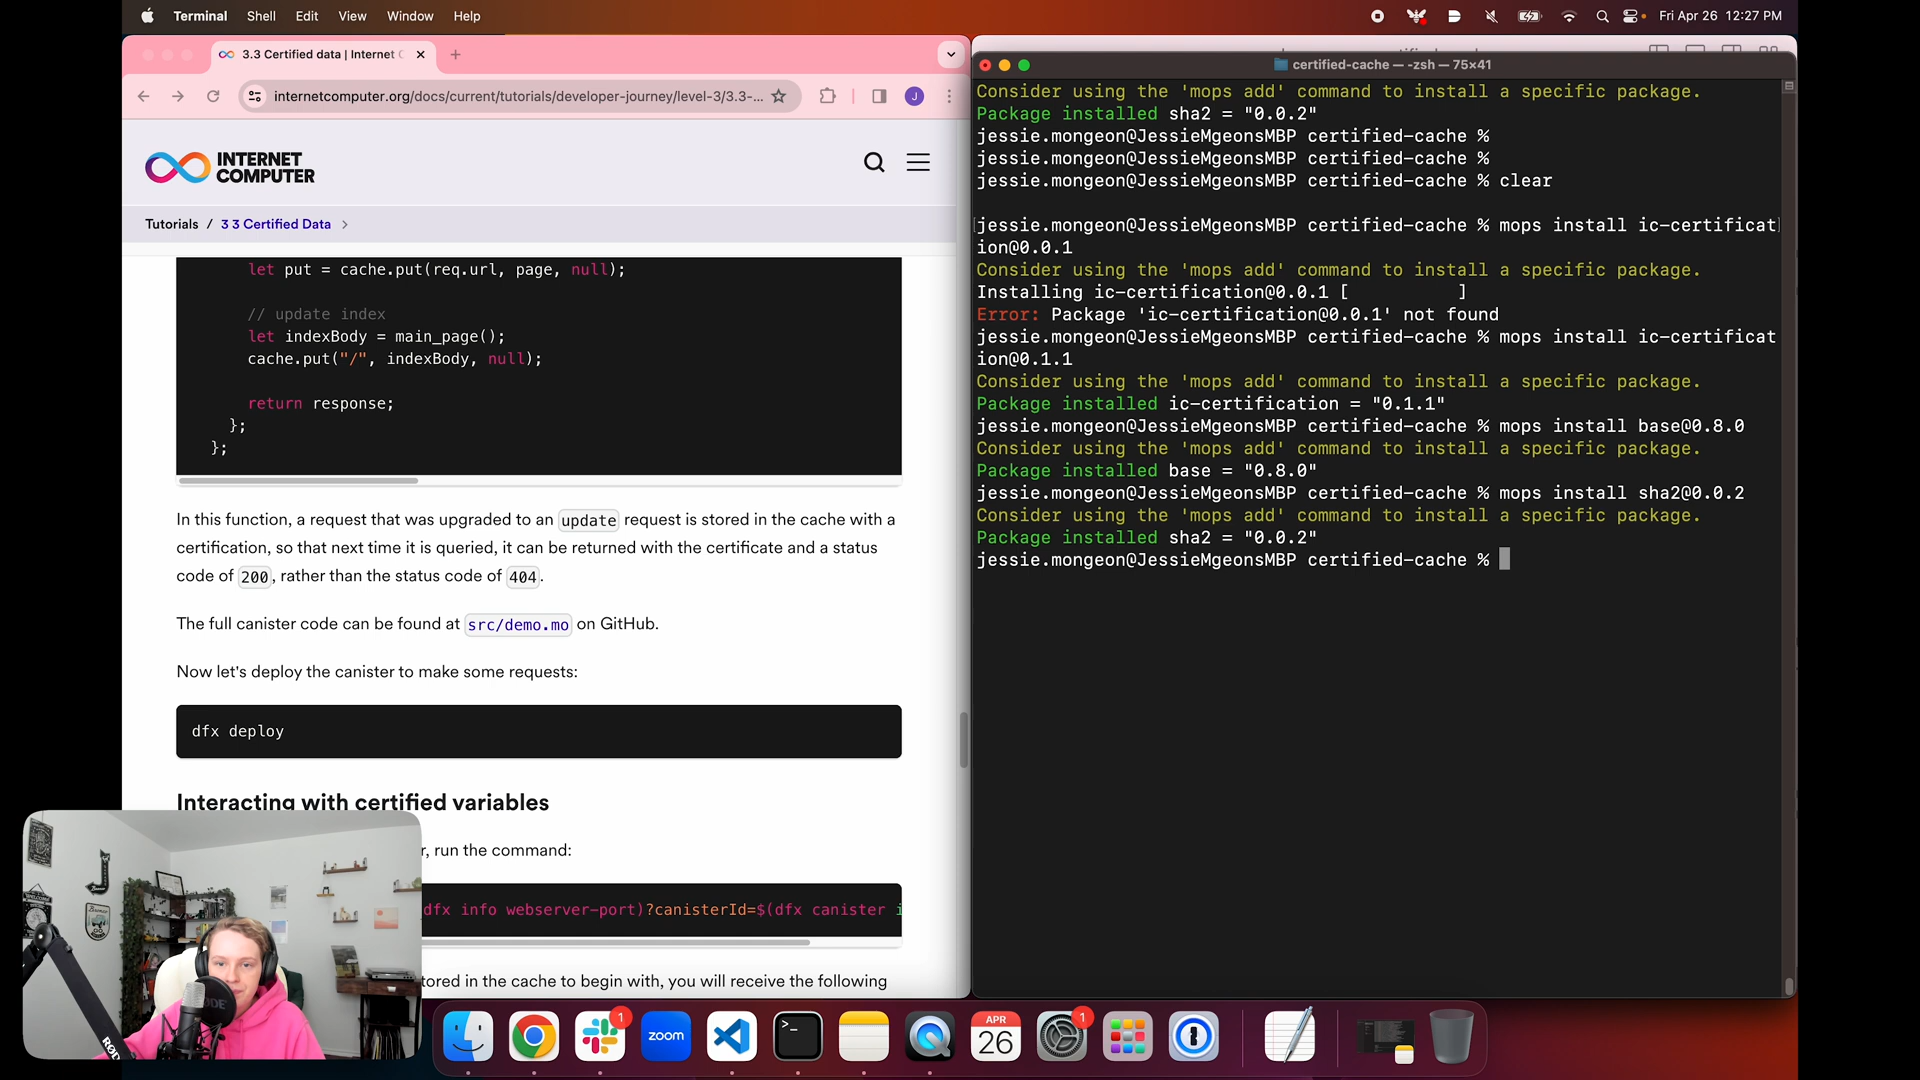 Terminal Shell Edit View Window Help
Fri Apr 26 12:27 PM
3.3 Certified data | Internet C
internetcomputer.org/docs/current/tutorials/developer-journey/level-3/3.3-...
J
INTERNET
COMPUTER
Tutorials / 3 3 Certified Data >
let put = cache.put(req.url, page, null);
// update index
let indexBody = main_page();
cache.put("/", indexBody, null);
return response;
};
};
In this function, a request that was upgraded to an update request is stored in the cache with a
certification, so that next time it is queried, it can be returned with the certificate and a status
code of 200, rather than the status code of 404.
The full canister code can be found at src/demo.mo on GitHub.
Now let's deploy the canister to make some requests:
dfx deploy
Interacting with certified variables
r, run the command:
dfx info webserver-port)?canisterId=$(dfx canister i
tored in the cache to begin with, you will receive the following
certified-cache — -zsh — 75×41
Consider using the 'mops add' command to install a specific package.
Package installed sha2 = "0.0.2"
jessie.mongeon@JessieMgeonsMBP certified-cache %
jessie.mongeon@JessieMgeonsMBP certified-cache %
jessie.mongeon@JessieMgeonsMBP certified-cache % clear
[jessie.mongeon@JessieMgeonsMBP certified-cache % mops install ic-certificat]
ion@0.0.1
Consider using the 'mops add' command to install a specific package.
Installing ic-certification@0.0.1 [          ]
Error: Package 'ic-certification@0.0.1' not found
jessie.mongeon@JessieMgeonsMBP certified-cache % mops install ic-certificat
ion@0.1.1
Consider using the 'mops add' command to install a specific package.
Package installed ic-certification = "0.1.1"
jessie.mongeon@JessieMgeonsMBP certified-cache % mops install base@0.8.0
Consider using the 'mops add' command to install a specific package.
Package installed base = "0.8.0"
jessie.mongeon@JessieMgeonsMBP certified-cache % mops install sha2@0.0.2
Consider using the 'mops add' command to install a specific package.
Package installed sha2 = "0.0.2"
jessie.mongeon@JessieMgeonsMBP certified-cache %
1
zoom
APR
26
1